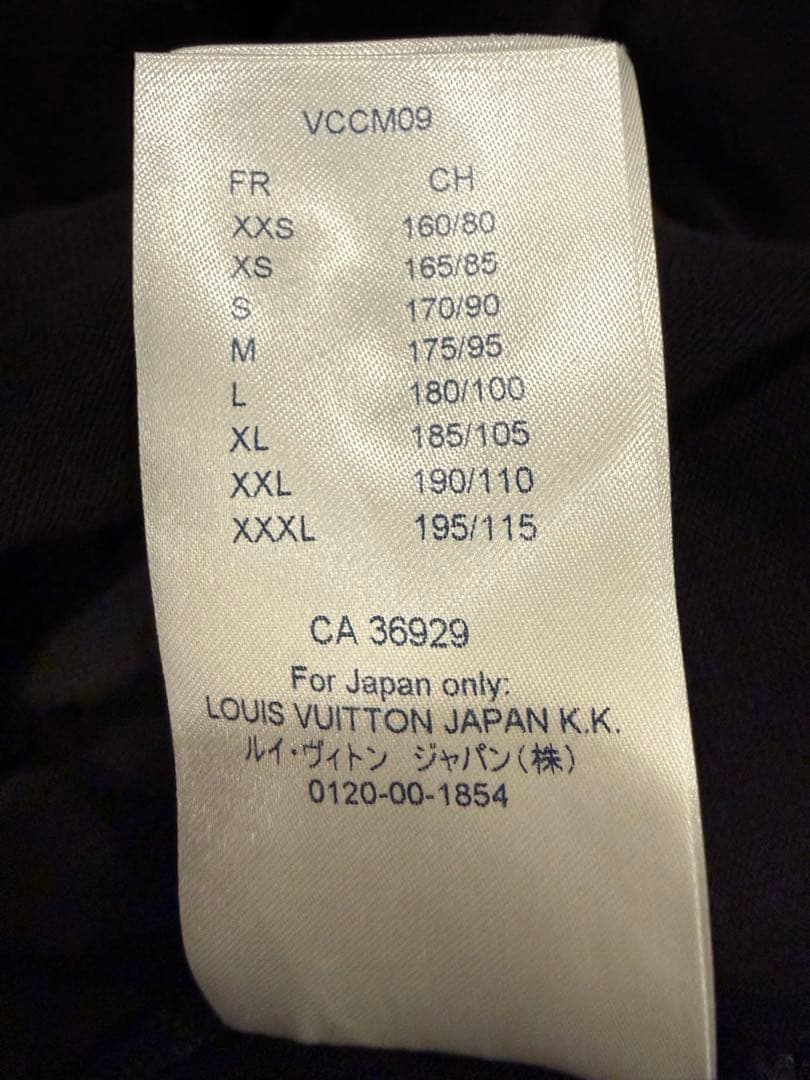 VCCM09
FR CH
XXS 160/80
XS 165/85
S 170/90
M 175/95
L 180/100
XL 185/105
XXL 190/110
XXXL 195/115
CA 36929
For Japan only:
LOUIS VUITTON JAPAN K.K.
ルイ・ヴィトン ジャパン(株)
0120-00-1854